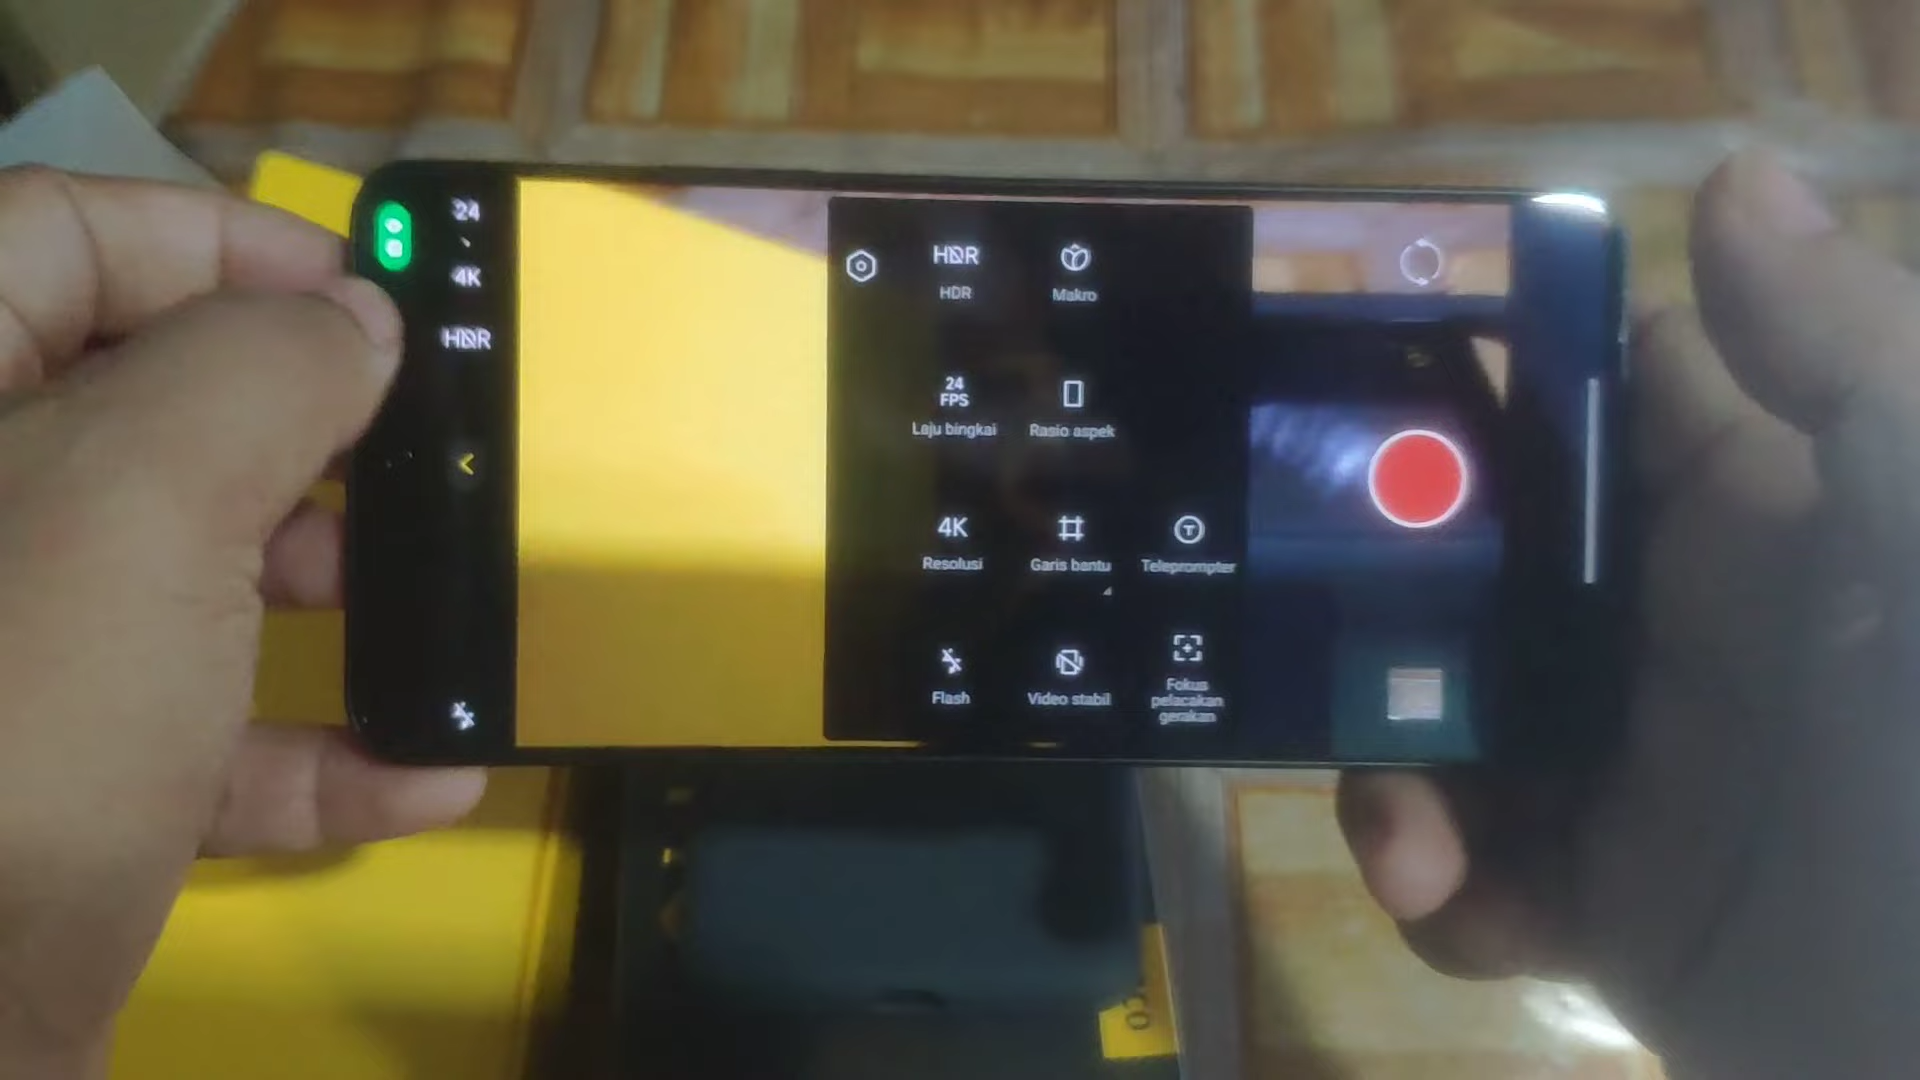 24
4K
HDR
HDR
HDR
Makro
24
FPS
Laju bingkai
Rasio aspek
4K
Resolusi
Garis bantu
T
Teleprompter
Flash
Video stabil
Fokus
pelacakan
gerakan